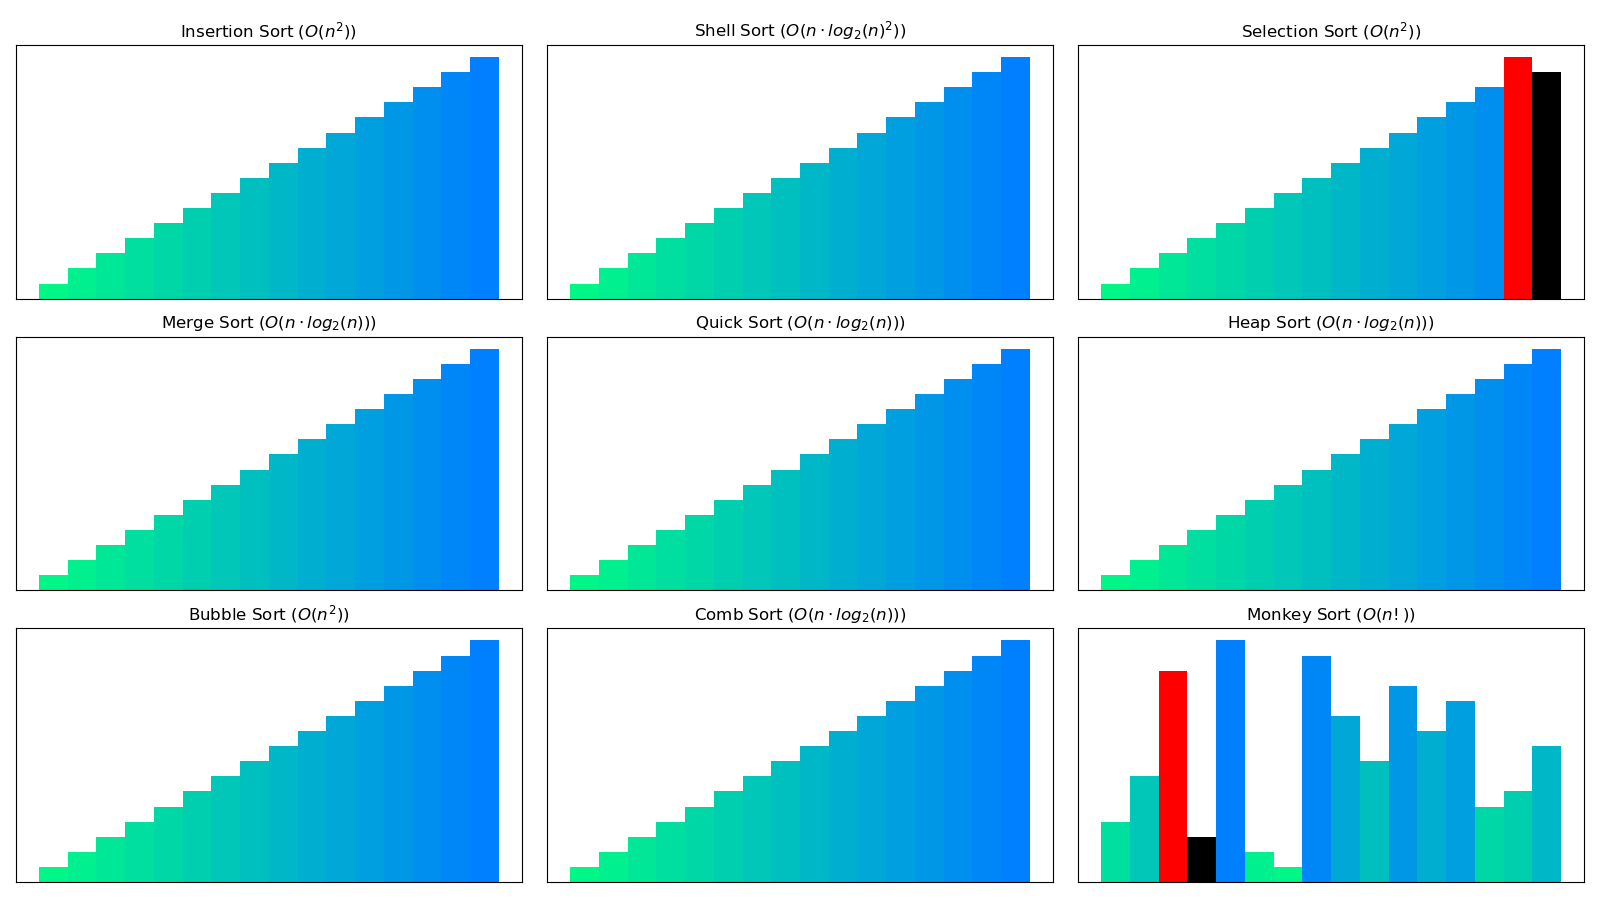 Insertion Sort (O(n²))
Shell Sort (O(n · log₂(n)²))
Selection Sort (O(n²))
Merge Sort (O(n · log₂(n)))
Quick Sort (O(n · log₂(n)))
Heap Sort (O(n · log₂(n)))
Bubble Sort (O(n²))
Comb Sort (O(n · log₂(n)))
Monkey Sort (O(n!))